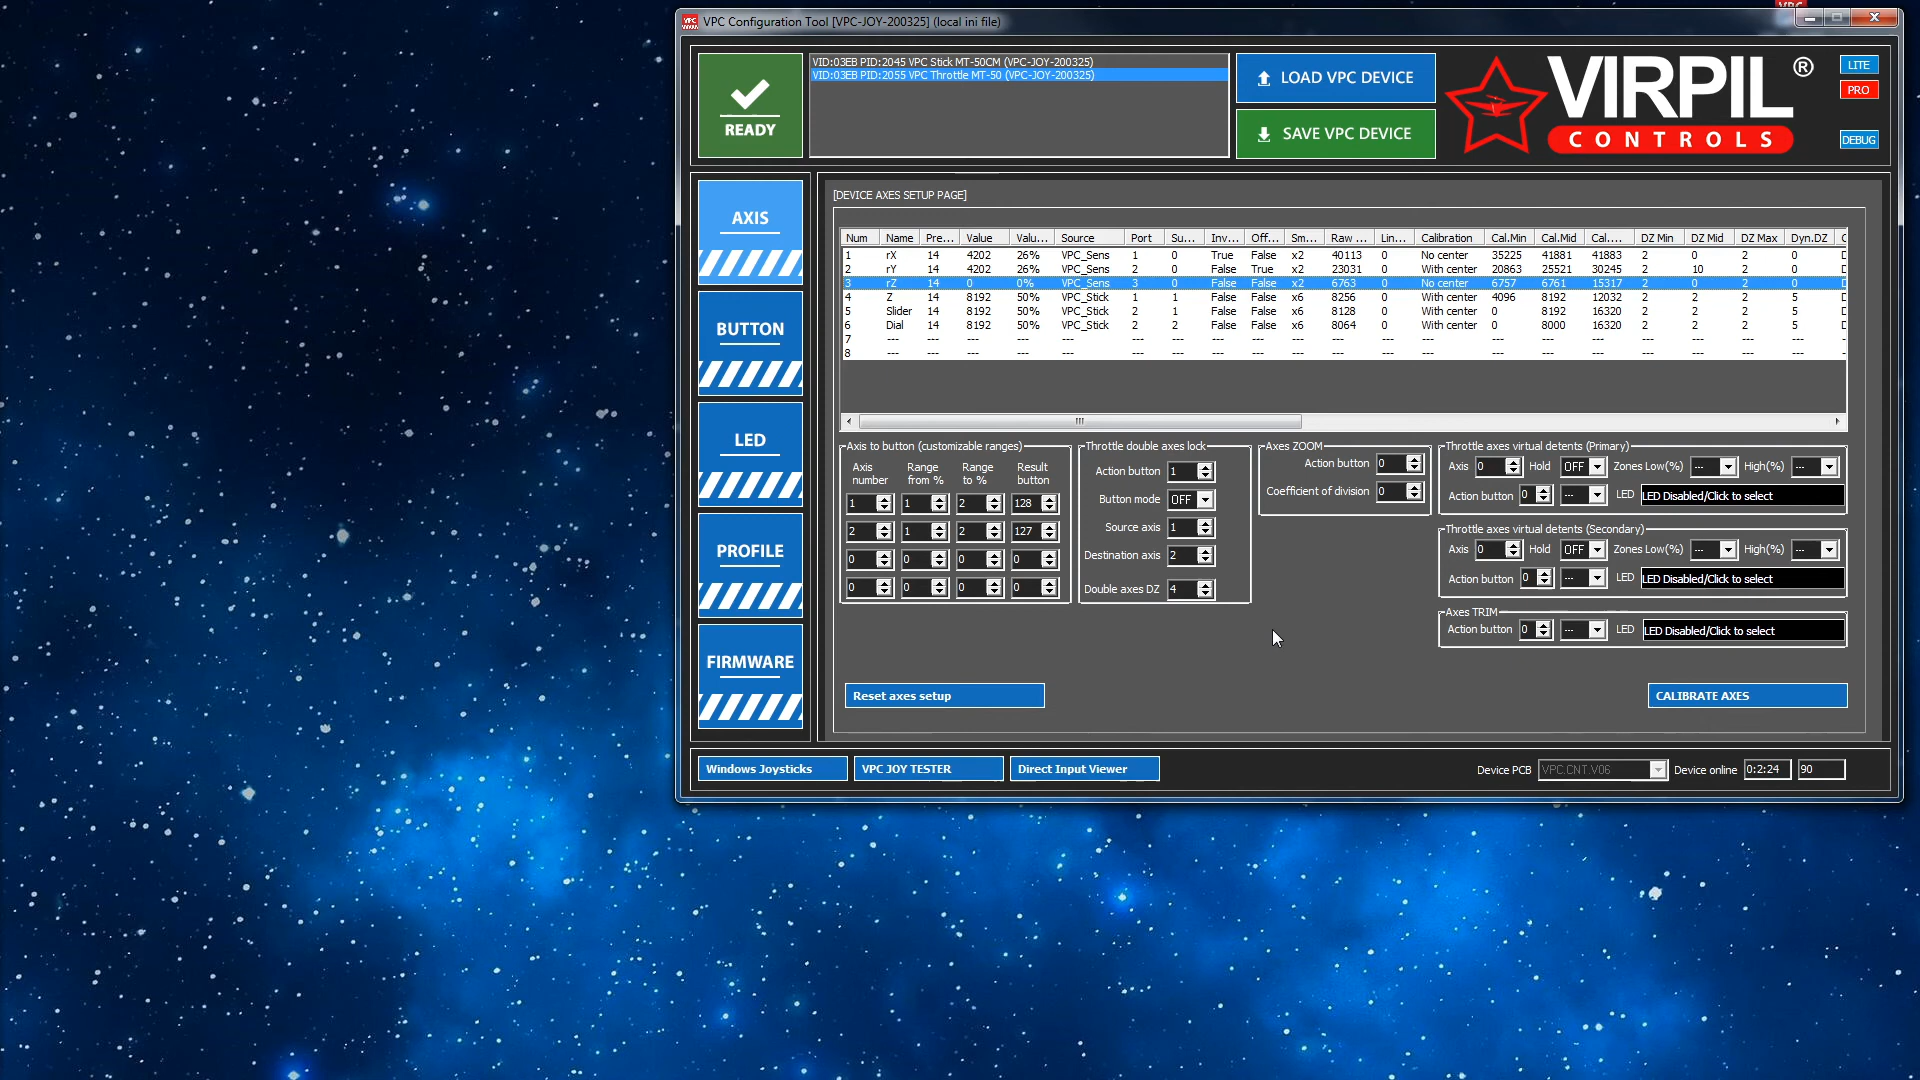 VPC Configuration Tool [VPC-JOY-200325] (local ini file)
READY
VID:03EB PID:2045 VPC Stick MT-50CM (VPC-JOY-200325)
VID:03EB PID:2055 VPC Throttle MT-50 (VPC-JOY-200325)
LOAD VPC DEVICE
SAVE VPC DEVICE
VIRPIL ®
CONTROLS
LITE
PRO
DEBUG
AXIS
BUTTON
LED
PROFILE
FIRMWARE
[DEVICE AXES SETUP PAGE]
Num Name Pre... Value Valu... Source Port Su... Inv... Off... Sm... Raw ... Lin... Calibration Cal.Min Cal.Mid Cal.... DZ Min DZ Mid DZ Max Dyn.DZ
1 rX 14 4202 26% VPC_Sens 1 0 True False x2 40113 0 No center 35225 41881 41883 2 0 2 0
2 rY 14 4202 26% VPC_Sens 2 0 False True x2 23031 0 With center 20863 25521 30245 2 10 2 0
3 rZ 14 0 0% VPC_Sens 3 0 False False x2 6763 0 No center 6757 6761 15317 2 0 2 0
4 Z 14 8192 50% VPC_Stick 1 1 False False x6 8256 0 With center 4096 8192 12032 2 2 2 5
5 Slider 14 8192 50% VPC_Stick 2 1 False False x6 8128 0 With center 0 8192 16320 2 2 2 5
6 Dial 14 8192 50% VPC_Stick 2 2 False False x6 8064 0 With center 0 8000 16320 2 2 2 5
7 --- --- --- --- --- --- --- --- --- --- --- --- --- --- --- --- --- --- --- ---
8 --- --- --- --- --- --- --- --- --- --- --- --- --- --- --- --- --- --- --- ---
Axis to button (customizable ranges)
Axis number Range from % Range to % Result button
1 1 2 128
2 1 2 127
0 0 0 0
0 0 0 0
Throttle double axes lock
Action button 1
Button mode OFF
Source axis 1
Destination axis 2
Double axes DZ 4
Axes ZOOM
Action button 0
Coefficient of division 0
Throttle axes virtual detents (Primary)
Axis 0 Hold OFF Zones Low(%) --- High(%) ---
Action button 0 --- LED LED Disabled/Click to select
Throttle axes virtual detents (Secondary)
Axis 0 Hold OFF Zones Low(%) --- High(%) ---
Action button 0 --- LED LED Disabled/Click to select
Axes TRIM
Action button 0 --- LED LED Disabled/Click to select
Reset axes setup
CALIBRATE AXES
Windows Joysticks
VPC JOY TESTER
Direct Input Viewer
Device PCB VPC.CNT.V06 Device online 0:2:24 90